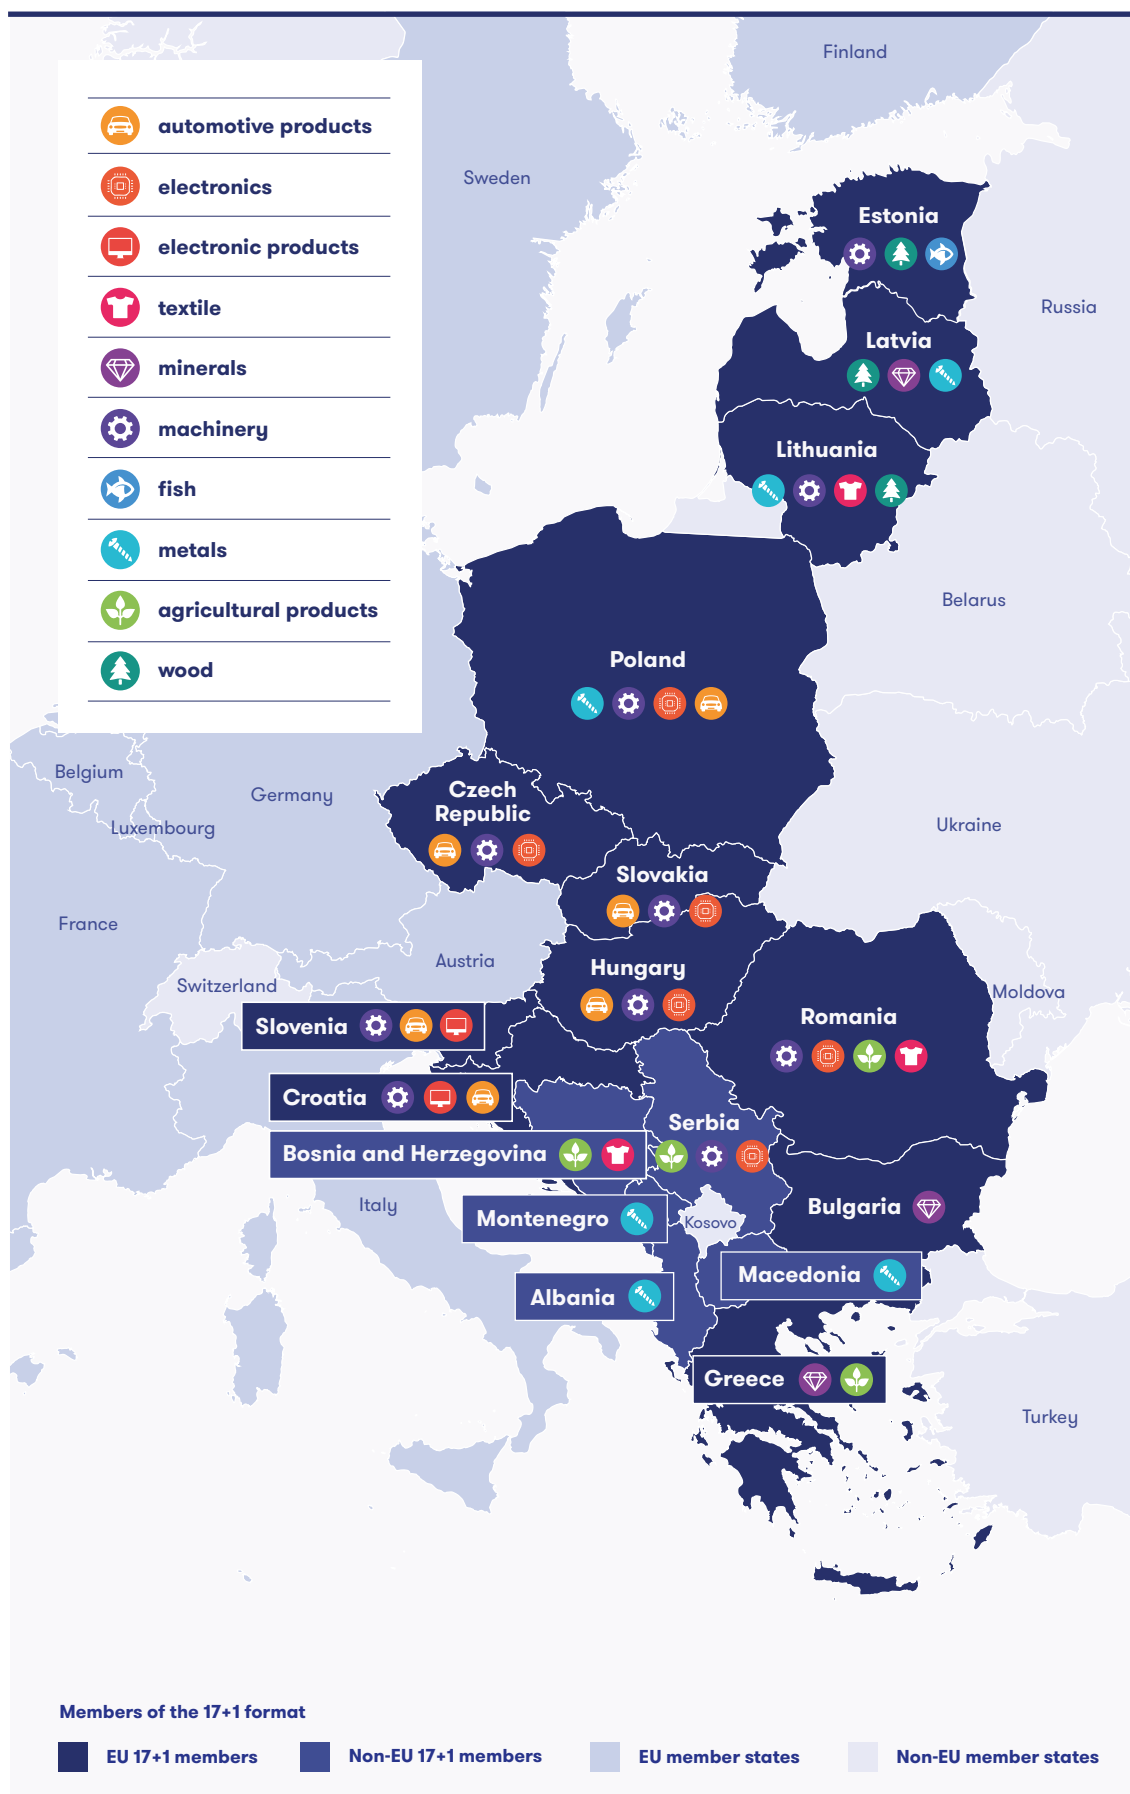 automotive products
electronics
electronic products
textile
minerals
machinery
fish
metals
agricultural products
wood
Finland
Sweden
Estonia
Russia
Latvia
Lithuania
Belarus
Poland
Belgium
Germany
Czech
Republic
Luxembourg
Ukraine
Slovakia
France
Austria
Hungary
Switzerland
Moldova
Slovenia
Romania
Croatia
Serbia
Bosnia and Herzegovina
Italy
Montenegro
Kosovo
Bulgaria
Macedonia
Albania
Greece
Turkey
Members of the 17+1 format
EU 17+1 members
Non-EU 17+1 members
EU member states
Non-EU member states